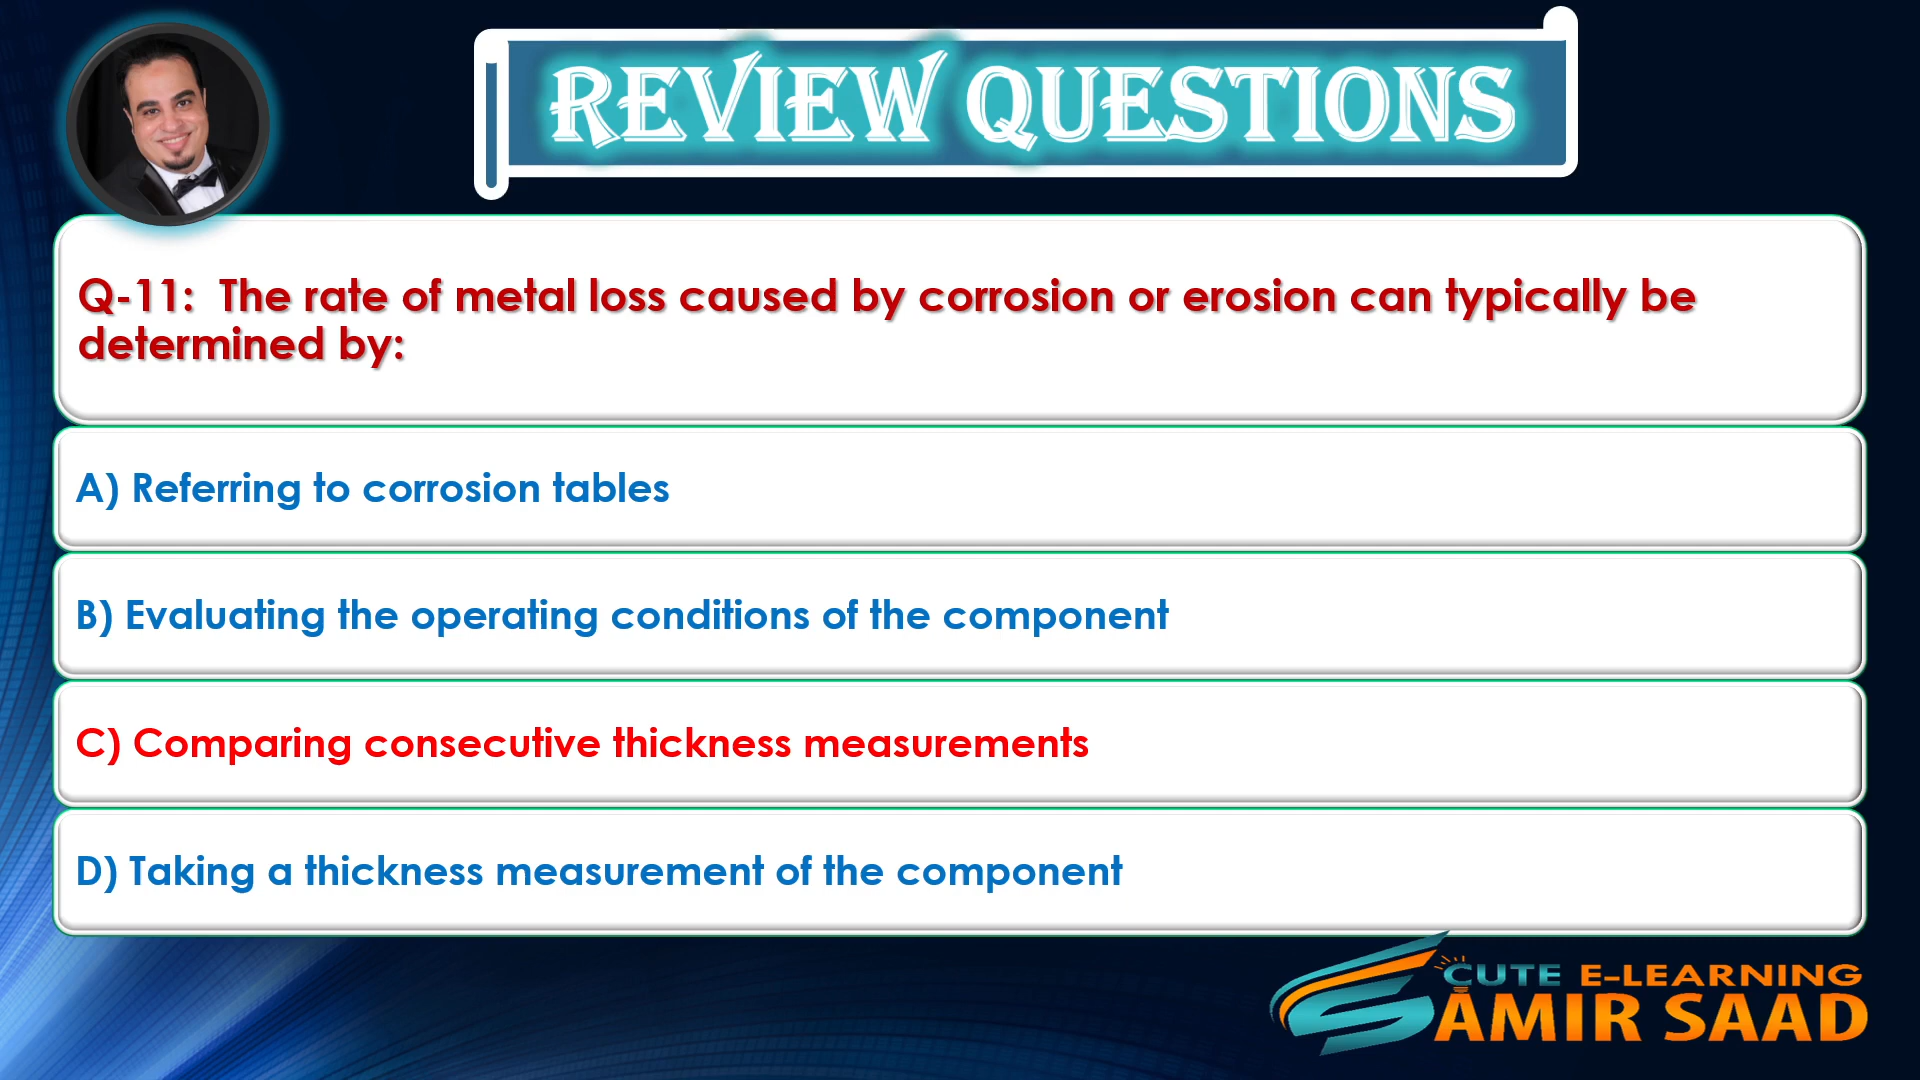 REVIEW QUESTIONS
Q-11: The rate of metal loss caused by corrosion or erosion can typically be
determined by:
A) Referring to corrosion tables
B) Evaluating the operating conditions of the component
C) Comparing consecutive thickness measurements
D) Taking a thickness measurement of the component
CUTE E-LEARNING
AMIR SAAD